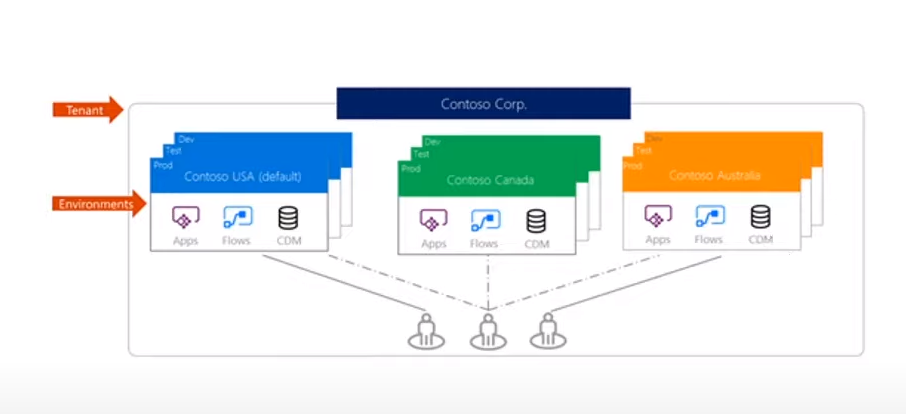 Contoso Corp.
Tenant
Dev
Test
Prod
Contoso USA (default)
Dev
Test
Prod
Contoso Canada
Dev
Test
Prod
Contoso Australia
Environments
Apps Flows CDM
Apps Flows CDM
Apps Flows CDM